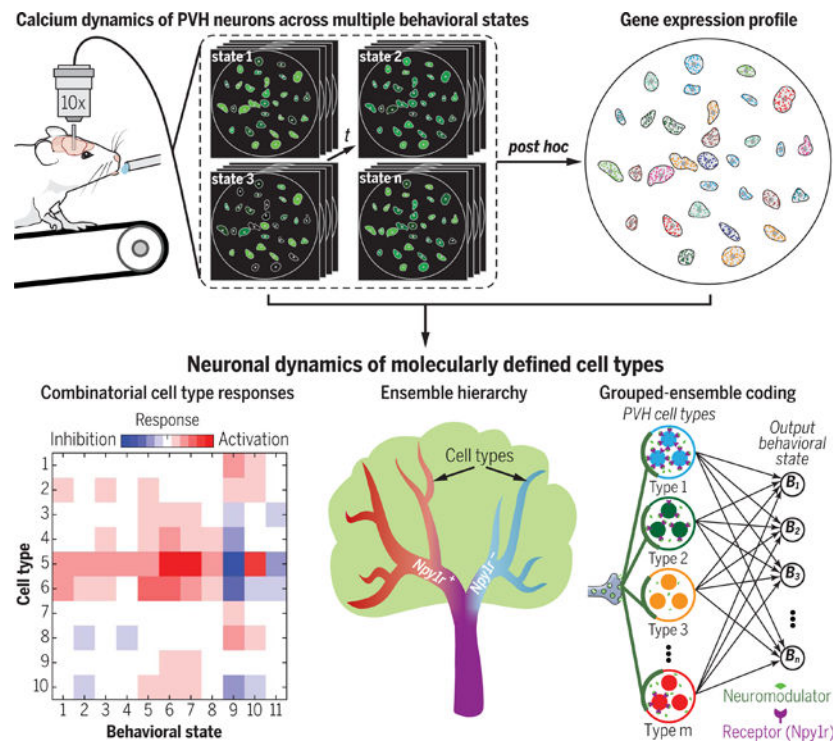 Calcium dynamics of PVH neurons across multiple behavioral states
Gene expression profile
10x
state 1
state 2
t
state 3
state n
post hoc
Neuronal dynamics of molecularly defined cell types
Combinatorial cell type responses
Response
Inhibition
Activation
Cell type
1
2
3
4
5
6
7
8
9
10
1 2 3 4 5 6 7 8 9 10 11
Behavioral state
Ensemble hierarchy
Cell types
Npy1r +
Npy1r −
Grouped-ensemble coding
PVH cell types
Output
behavioral
state
Type 1
Type 2
Type 3
Type m
B1
B2
B3
Bn
Neuromodulator
Receptor (Npy1r)